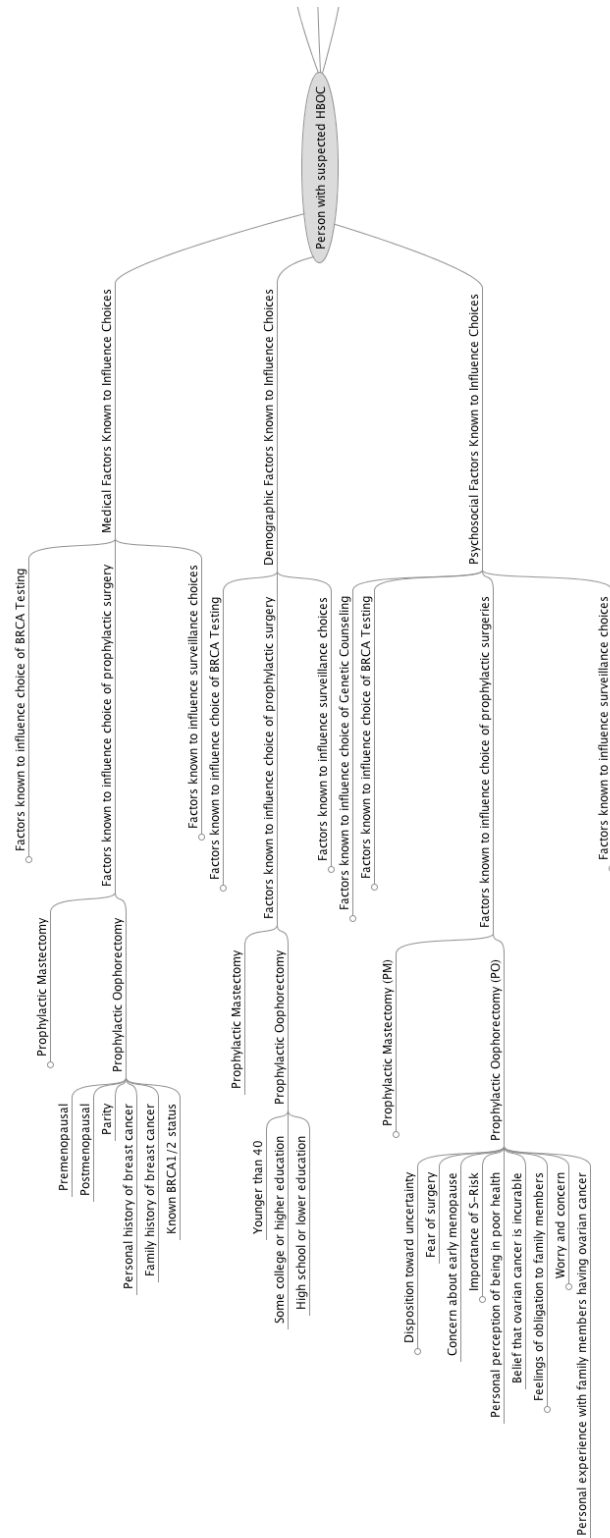 Person with suspected HBOC
Medical Factors Known to Influence Choices
Factors known to influence choice of BRCA Testing
Factors known to influence choice of prophylactic surgery
Prophylactic Mastectomy
Prophylactic Oophorectomy
Premenopausal
Postmenopausal
Parity
Personal history of breast cancer
Family history of breast cancer
Known BRCA1/2 status
Factors known to influence surveillance choices
Demographic Factors Known to Influence Choices
Factors known to influence choice of BRCA Testing
Factors known to influence choice of prophylactic surgery
Prophylactic Mastectomy
Prophylactic Oophorectomy
Younger than 40
Some college or higher education
High school or lower education
Factors known to influence surveillance choices
Psychosocial Factors Known to Influence Choices
Factors known to influence choice of Genetic Counseling
Factors known to influence choice of BRCA Testing
Factors known to influence choice of prophylactic surgeries
Prophylactic Mastectomy (PM)
Prophylactic Oophorectomy (PO)
Disposition toward uncertainty
Fear of surgery
Concern about early menopause
Importance of S-Risk
Personal perception of being in poor health
Belief that ovarian cancer is incurable
Feelings of obligation to family members
Worry and concern
Personal experience with family members having ovarian cancer
Factors known to influence surveillance choices